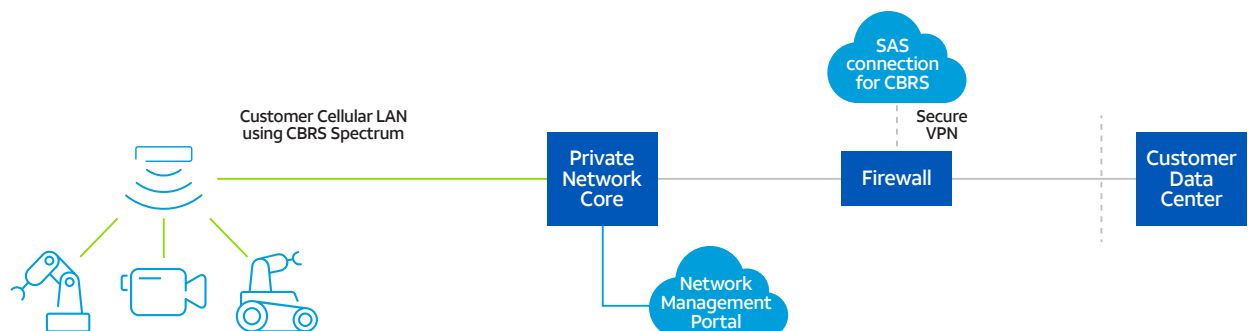 SAS
connection
for CBRS
Customer Cellular LAN
using CBRS Spectrum
Secure
VPN
Private
Network
Core
Firewall
Customer
Data
Center
Network
Management
Portal